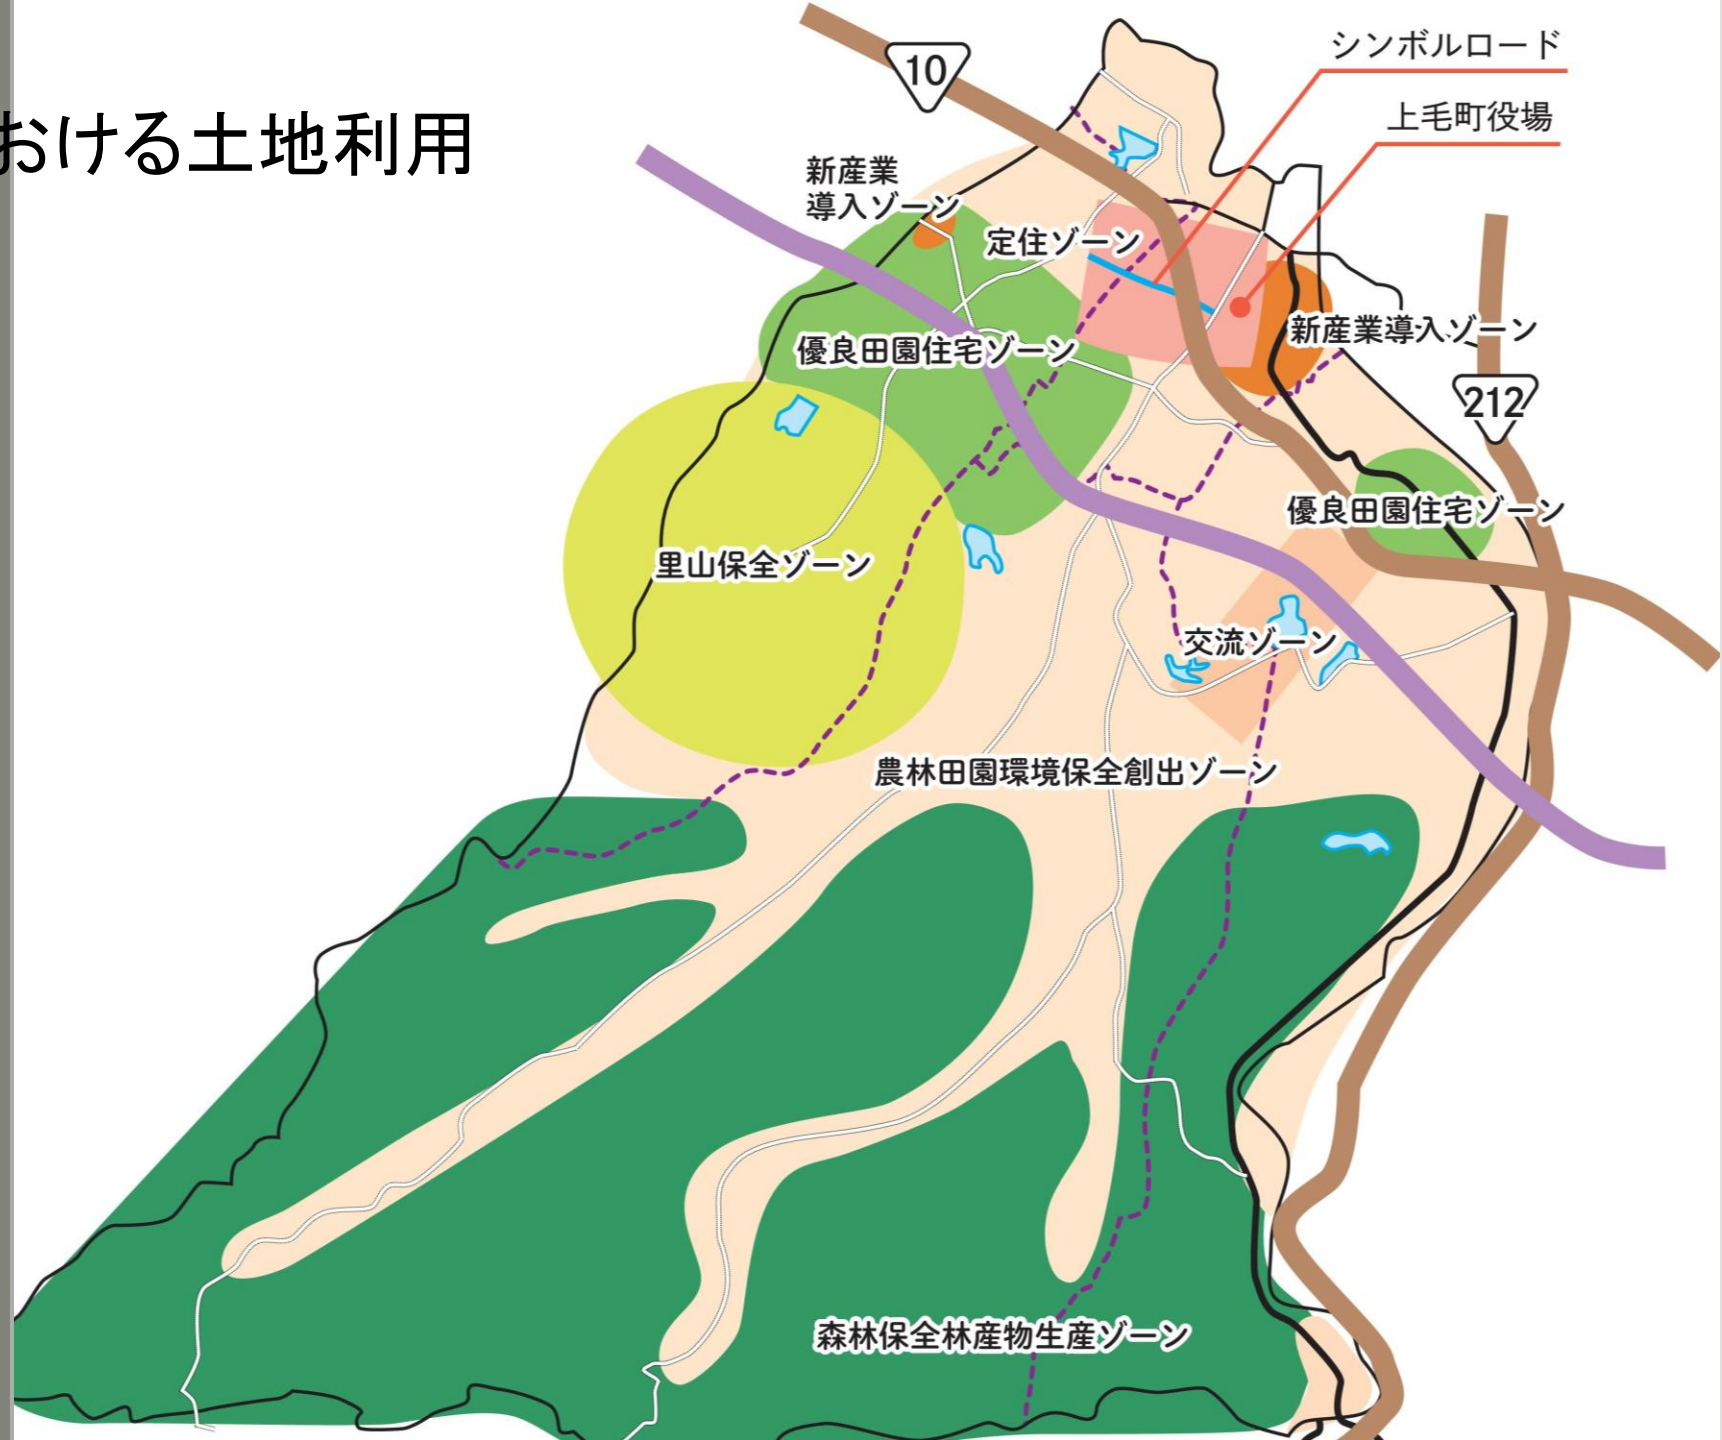 おける土地利用
10
シンボルロード
上毛町役場
新産業
導入ゾーン
定住ゾーン
新産業導入ゾーン
優良田園住宅ゾーン
212
優良田園住宅ゾーン
里山保全ゾーン
交流ゾーン
農林田園環境保全創出ゾーン
森林保全林産物生産ゾーン